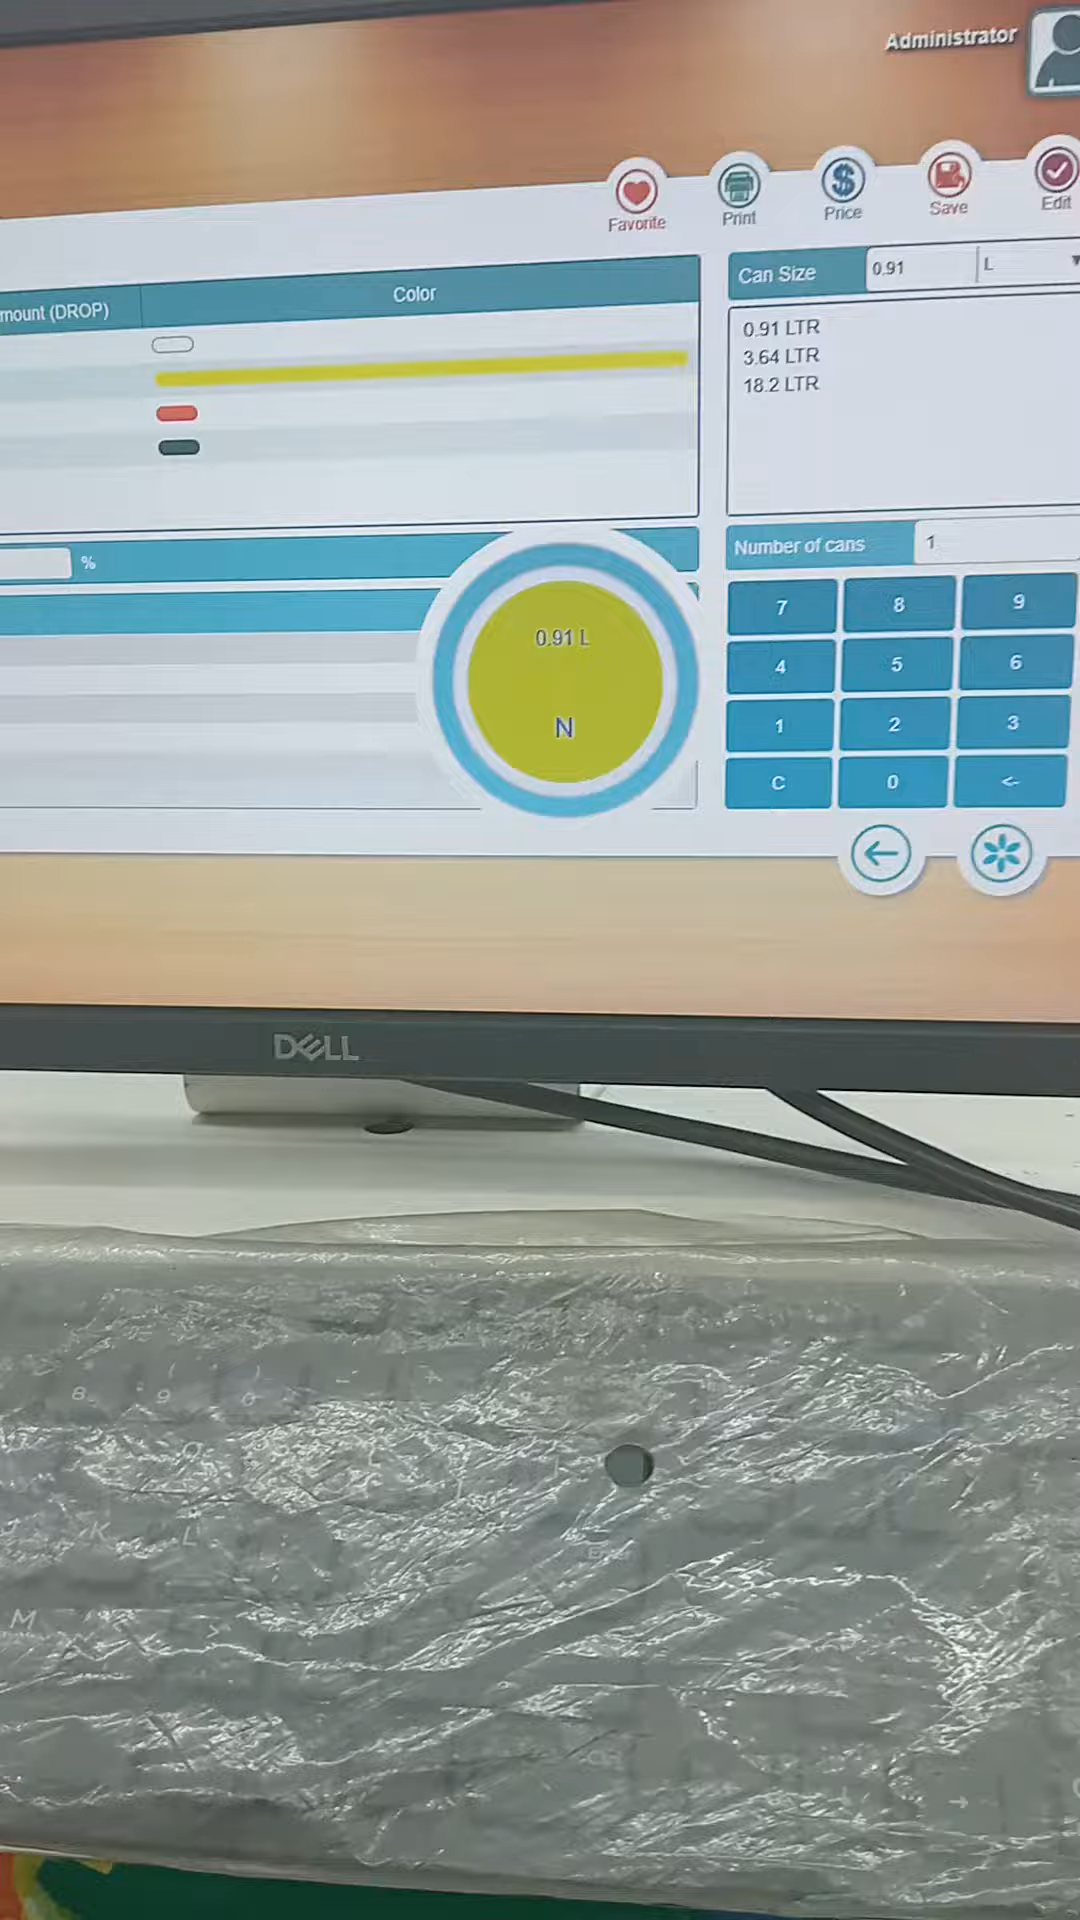 Administrator
Favorite
Print
Price
Save
Edit
mount (DROP)
Color
Can Size
0.91
L
0.91 LTR
3.64 LTR
18.2 LTR
%
Number of cans
1
0.91 L
N
7
8
9
4
5
6
1
2
3
C
0
<-
DELL
8
9
K
L
M